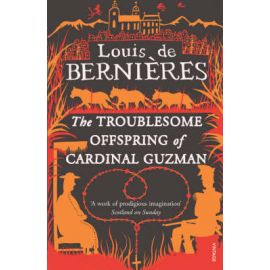 Louis de
BERNIÈRES
The TROUBLESOME
OFFSPRING of
CARDINAL GUZMAN
'A work of prodigious imagination'
Scotland on Sunday
VINTAGE